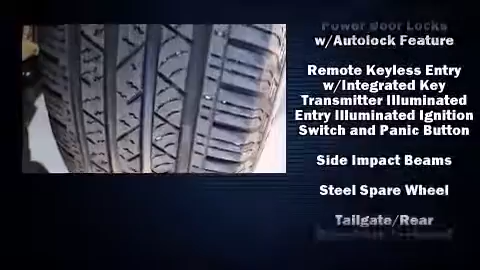 Power Door Locks
w/Autolock Feature
Remote Keyless Entry
w/Integrated Key
Transmitter Illuminated
Entry Illuminated Ignition
Switch and Panic Button
Side Impact Beams
Steel Spare Wheel
Tailgate/Rear